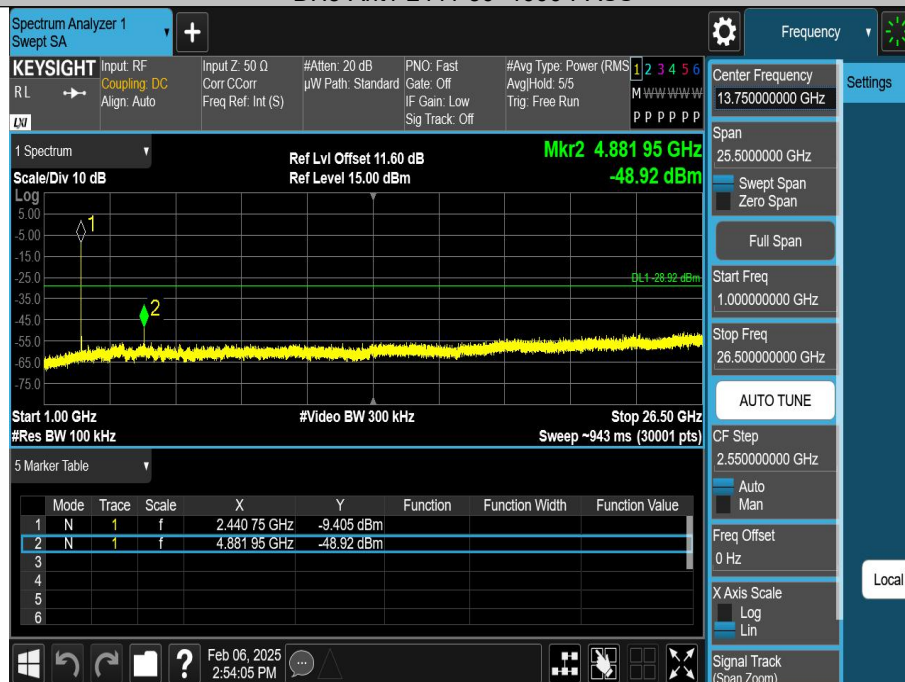 Spectrum Analyzer 1
Swept SA
Frequency
KEYSIGHT
RL
LXI
Input: RF
Coupling: DC
Align: Auto
Input Z: 50 Ω
Corr CCorr
Freq Ref: Int (S)
#Atten: 20 dB
µW Path: Standard
PNO: Fast
Gate: Off
IF Gain: Low
Sig Track: Off
#Avg Type: Power (RMS
Avg|Hold: 5/5
Trig: Free Run
1 2 3 4 5 6
M W W W W W
P P P P P P
1 Spectrum
Scale/Div 10 dB
Ref Lvl Offset 11.60 dB
Ref Level 15.00 dBm
Mkr2 4.881 95 GHz
-48.92 dBm
Log
5.00
-5.00
-15.0
-25.0
-35.0
-45.0
-55.0
-65.0
-75.0
1
2
DL1 -28.92 dBm
Start 1.00 GHz
#Video BW 300 kHz
Stop 26.50 GHz
#Res BW 100 kHz
Sweep ~943 ms (30001 pts)
5 Marker Table
Mode Trace Scale X Y Function Function Width Function Value
1 N 1 f 2.440 75 GHz -9.405 dBm
2 N 1 f 4.881 95 GHz -48.92 dBm
3
4
5
6
Feb 06, 2025
2:54:05 PM
Center Frequency
13.750000000 GHz
Span
25.5000000 GHz
Swept Span
Zero Span
Full Span
Start Freq
1.000000000 GHz
Stop Freq
26.500000000 GHz
AUTO TUNE
CF Step
2.550000000 GHz
Auto
Man
Freq Offset
0 Hz
X Axis Scale
Log
Lin
Signal Track
(Span Zoom)
Settings
Local